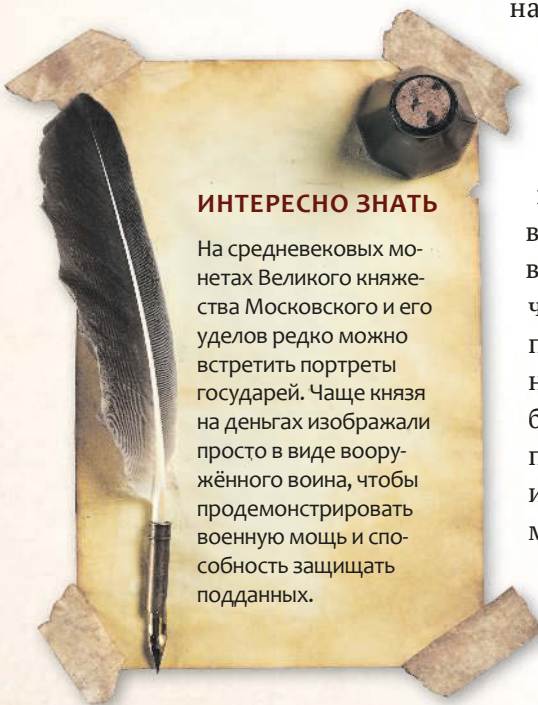 на
ИНТЕРЕСНО ЗНАТЬ
На средневековых мо-
нетах Великого княже-
ства Московского и его
уделов редко можно
встретить портреты
государей. Чаще князя
на деньгах изображали
просто в виде воору-
жённого воина, чтобы
продемонстрировать
военную мощь и спо-
собность защищать
подданных.